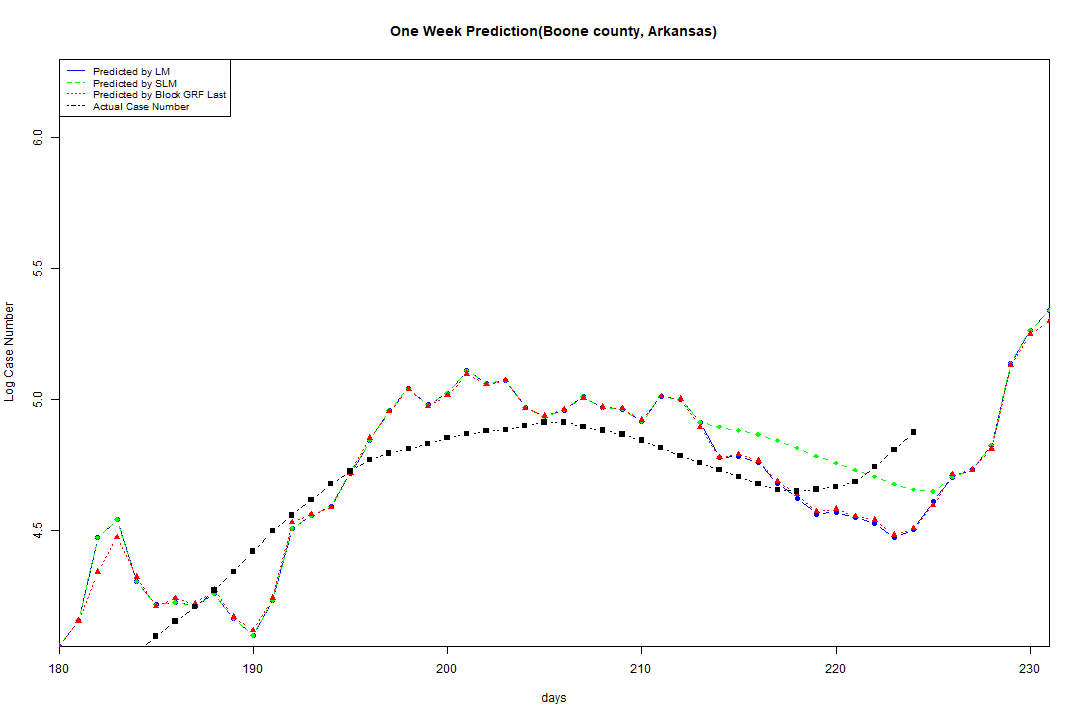 One Week Prediction(Boone county, Arkansas)
Predicted by LM
Predicted by SLM
Predicted by Block GRF Last
Actual Case Number
6.0
5.5
5.0
4.5
Log Case Number
180 190 200 210 220 230
days